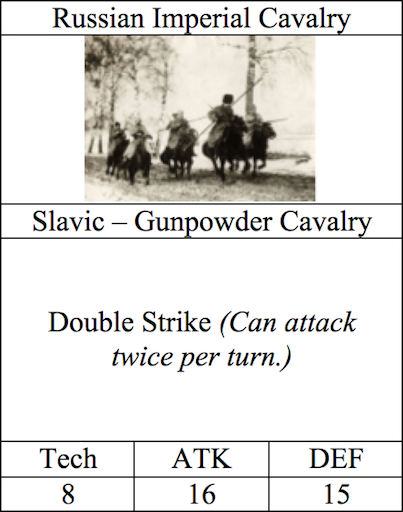 Russian Imperial Cavalry
Slavic – Gunpowder Cavalry
Double Strike (Can attack
twice per turn.)
Tech ATK DEF
8 16 15